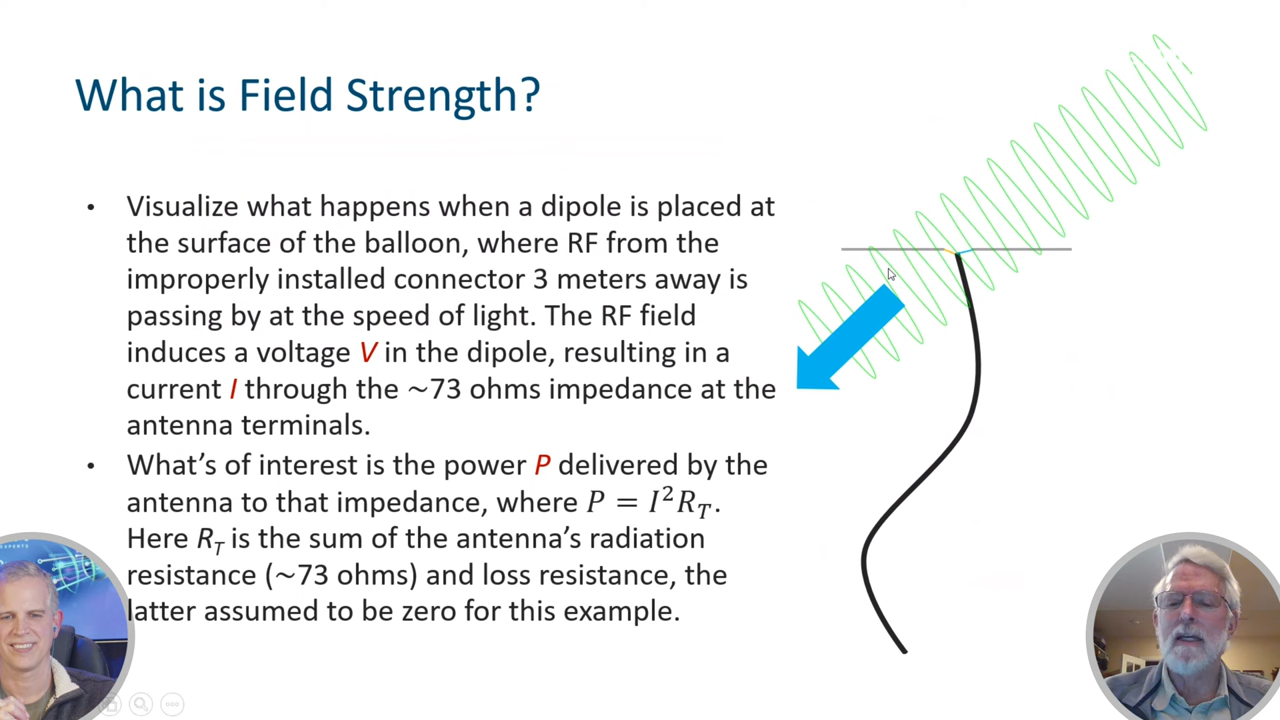 What is Field Strength?
• Visualize what happens when a dipole is placed at
the surface of the balloon, where RF from the
improperly installed connector 3 meters away is
passing by at the speed of light. The RF field
induces a voltage V in the dipole, resulting in a
current I through the ~73 ohms impedance at the
antenna terminals.
• What’s of interest is the power P delivered by the
antenna to that impedance, where P = I²R_T.
Here R_T is the sum of the antenna’s radiation
resistance (~73 ohms) and loss resistance, the
latter assumed to be zero for this example.
EXPERTS